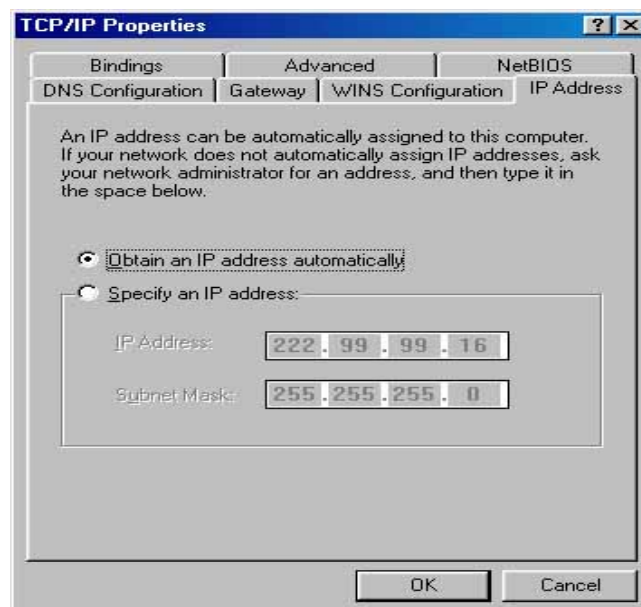 TCP/IP Properties
Bindings Advanced NetBIOS
DNS Configuration Gateway WINS Configuration IP Address
An IP address can be automatically assigned to this computer.
If your network does not automatically assign IP addresses, ask
your network administrator for an address, and then type it in
the space below.
Obtain an IP address automatically
Specify an IP address:
IP Address: 222 . 99 . 99 . 16
Subnet Mask: 255 . 255 . 255 . 0
OK Cancel